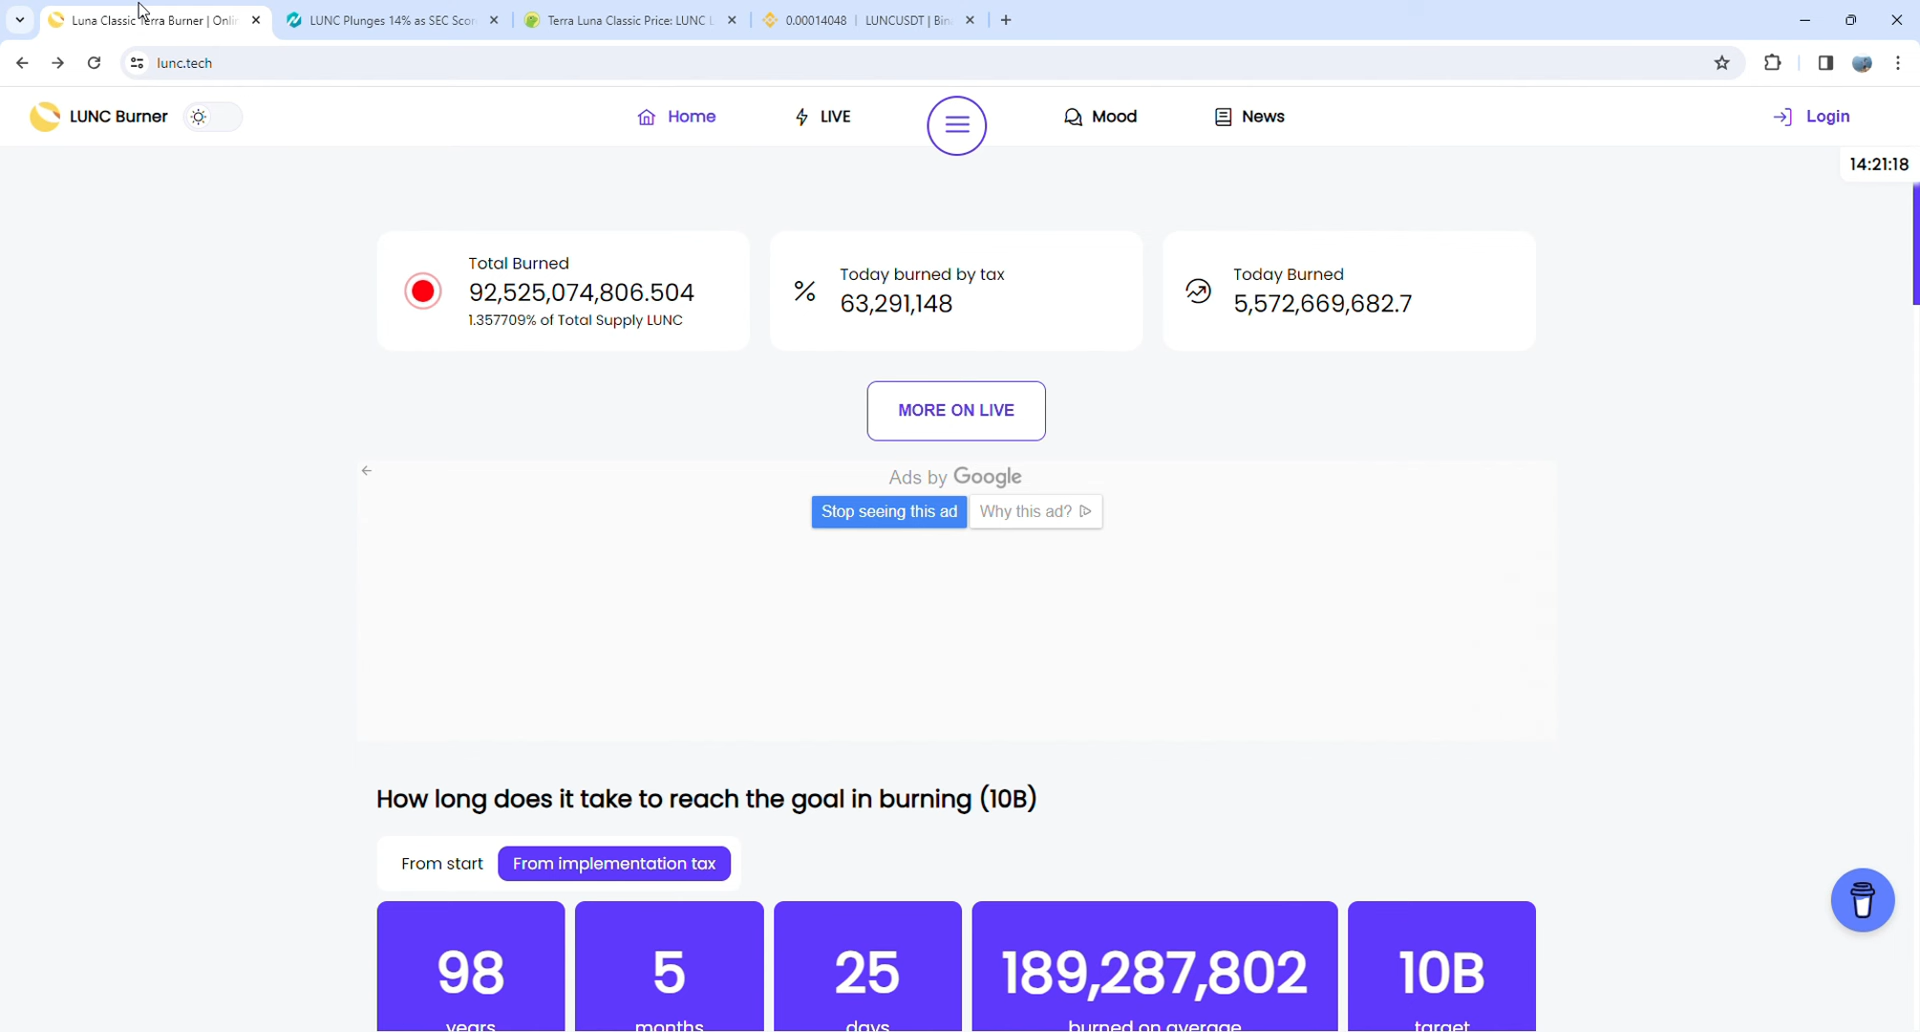 Luna Classic Terra Burner | Onlin
LUNC Plunges 14% as SEC Scor
Terra Luna Classic Price: LUNC L
0.00014048 | LUNCUSDT | Bin
lunc.tech
LUNC Burner
Home
LIVE
Mood
News
Login
14:21:18
Total Burned
92,525,074,806.504
1.357709% of Total Supply LUNC
Today burned by tax
63,291,148
Today Burned
5,572,669,682.7
MORE ON LIVE
Ads by Google
Stop seeing this ad
Why this ad?
How long does it take to reach the goal in burning (10B)
From start
From implementation tax
98
5
25
189,287,802
10B
years
months
days
burned on average
target